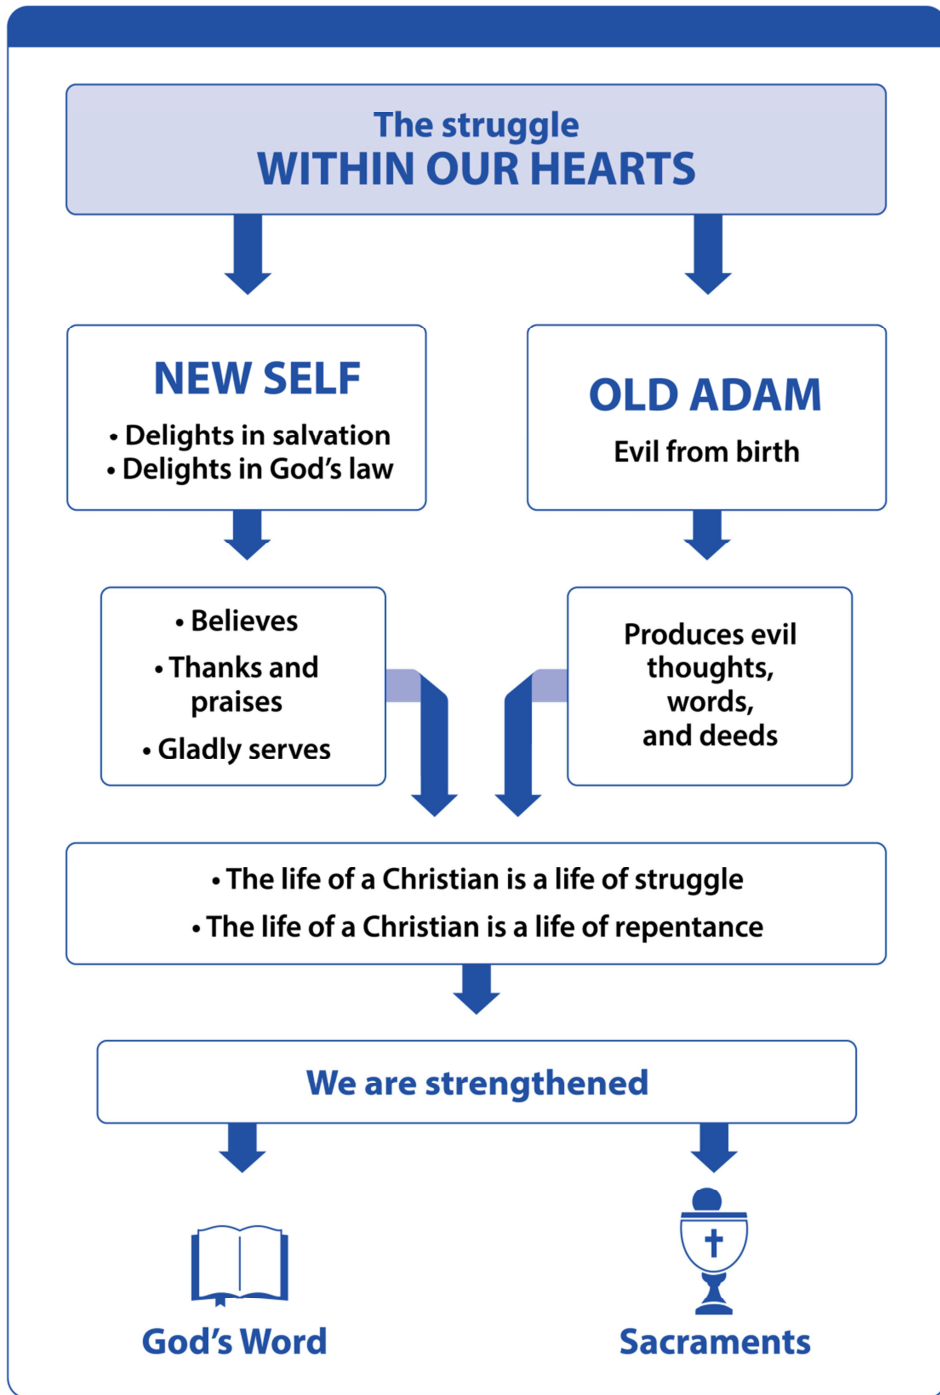 The struggle
WITHIN OUR HEARTS
NEW SELF
• Delights in salvation
• Delights in God's law
OLD ADAM
Evil from birth
• Believes
• Thanks and
praises
• Gladly serves
Produces evil
thoughts,
words,
and deeds
• The life of a Christian is a life of struggle
• The life of a Christian is a life of repentance
We are strengthened
God's Word
Sacraments